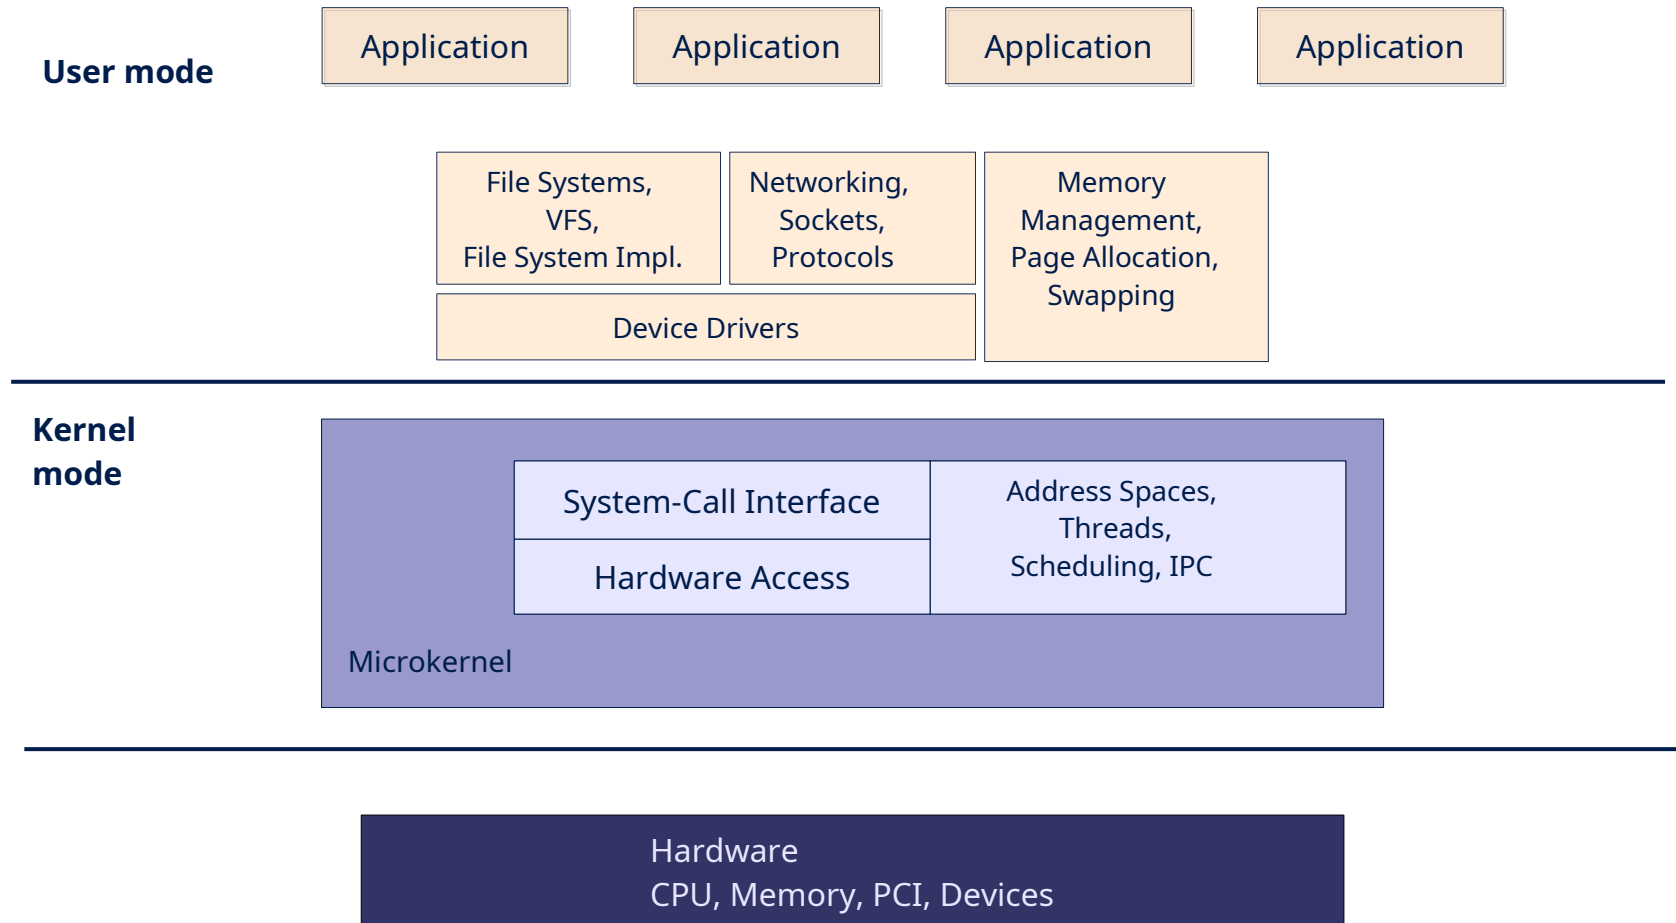 Application
Application
Application
Application
User mode
File Systems,
VFS,
File System Impl.
Networking,
Sockets,
Protocols
Memory
Management,
Page Allocation,
Swapping
Device Drivers
Kernel
mode
System-Call Interface
Hardware Access
Address Spaces,
Threads,
Scheduling, IPC
Microkernel
Hardware
CPU, Memory, PCI, Devices